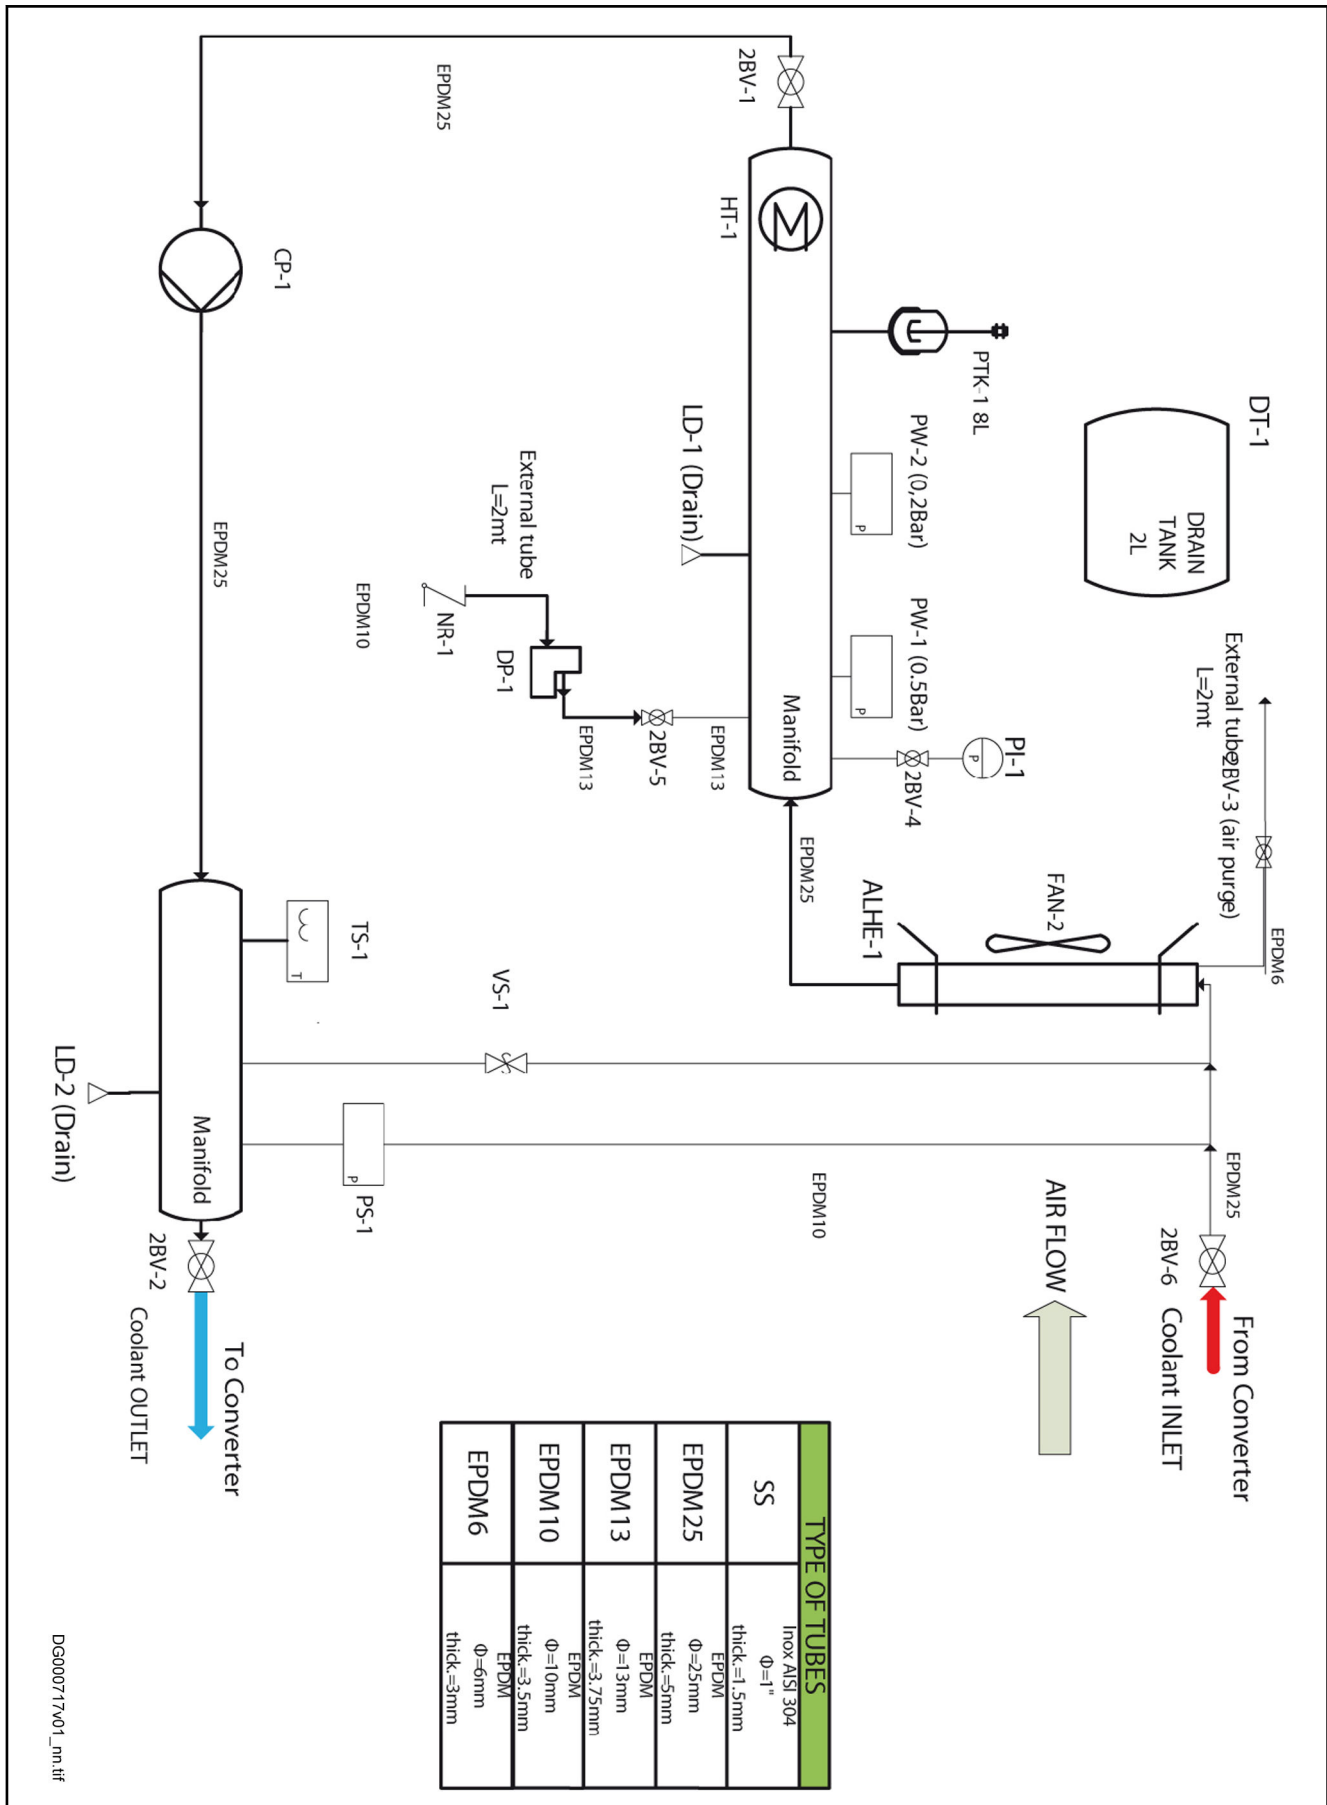 From Converter
2BV-6
Coolant INLET
EPDM25
AIR FLOW
EPDM6
External tube
L=2mt
2BV-3 (air purge)
FAN-2
ALHE-1
EPDM25
DT-1
DRAIN
TANK
2L
PI-1
P
2BV-4
PW-1 (0.5Bar)
P
PW-2 (0,2Bar)
P
PTK-1 8L
Manifold
HT-1
2BV-1
LD-1 (Drain)
EPDM13
2BV-5
EPDM13
DP-1
External tube
L=2mt
NR-1
EPDM10
EPDM10
EPDM25
CP-1
EPDM25
TS-1
T
VS-1
PS-1
P
Manifold
LD-2 (Drain)
2BV-2
To Converter
Coolant OUTLET
TYPE OF TUBES
SS
Inox AISI 304
Φ=1"
thick.=1.5mm
EPDM25
EPDM
Φ=25mm
thick.=5mm
EPDM13
EPDM
Φ=13mm
thick.=3.75mm
EPDM10
EPDM
Φ=10mm
thick.=3.5mm
EPDM6
EPDM
Φ=6mm
thick.=3mm
DG000717v01_nn.tif